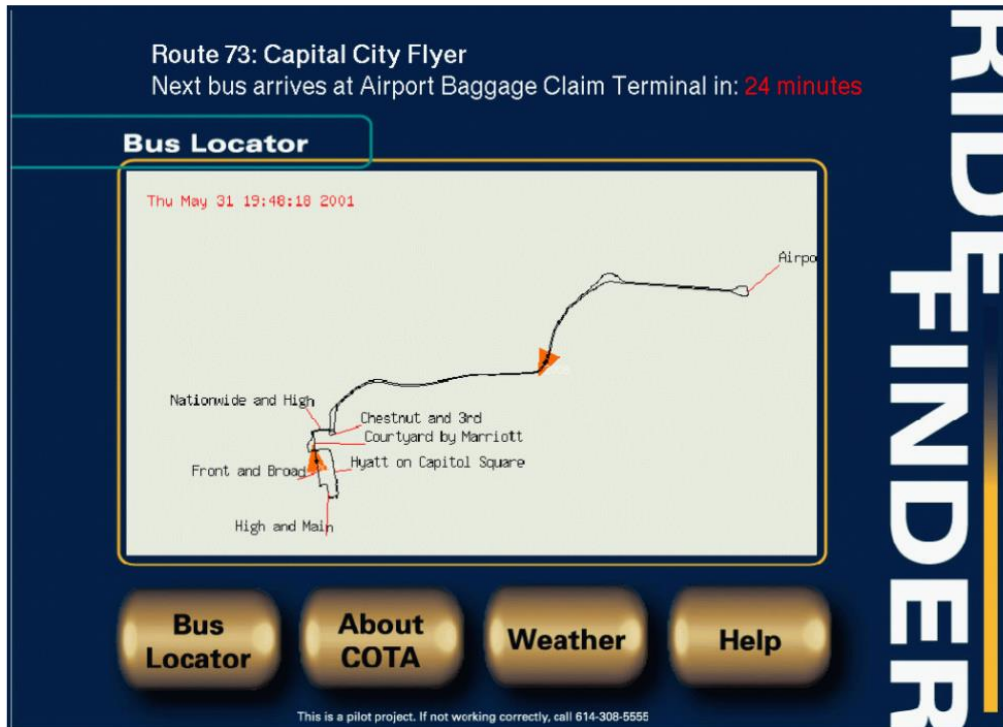 Route 73: Capital City Flyer
Next bus arrives at Airport Baggage Claim Terminal in: 24 minutes
Bus Locator
Thu May 31 19:48:18 2001
Airpo
Nationwide and High
Chestnut and 3rd
Courtyard by Marriott
Hyatt on Capitol Square
Front and Broad
High and Main
Bus
Locator
About
COTA
Weather
Help
This is a pilot project. If not working correctly, call 614-308-5555
RIDE
FINDER